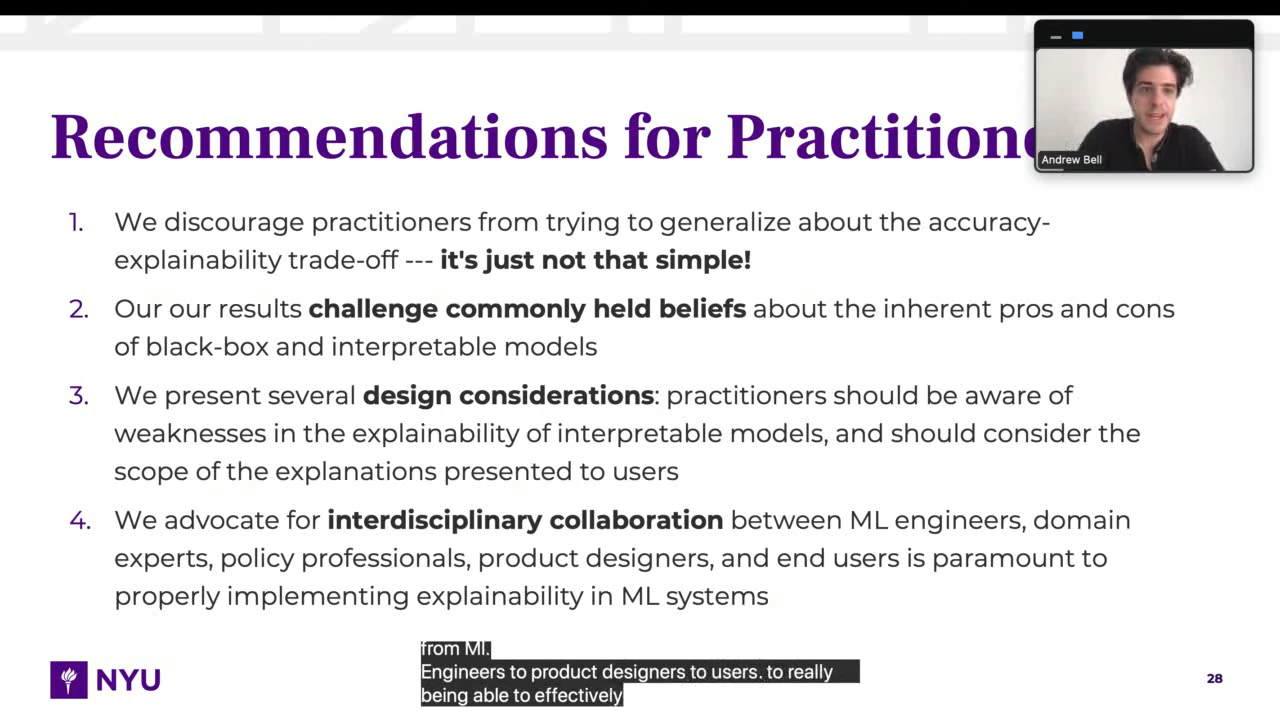 Recommendations for Practitione
Andrew Bell
1. We discourage practitioners from trying to generalize about the accuracy-
explainability trade-off --- it's just not that simple!
2. Our our results challenge commonly held beliefs about the inherent pros and cons
of black-box and interpretable models
3. We present several design considerations: practitioners should be aware of
weaknesses in the explainability of interpretable models, and should consider the
scope of the explanations presented to users
4. We advocate for interdisciplinary collaboration between ML engineers, domain
experts, policy professionals, product designers, and end users is paramount to
properly implementing explainability in ML systems
from Ml.
Engineers to product designers to users. to really
being able to effectively
NYU
28